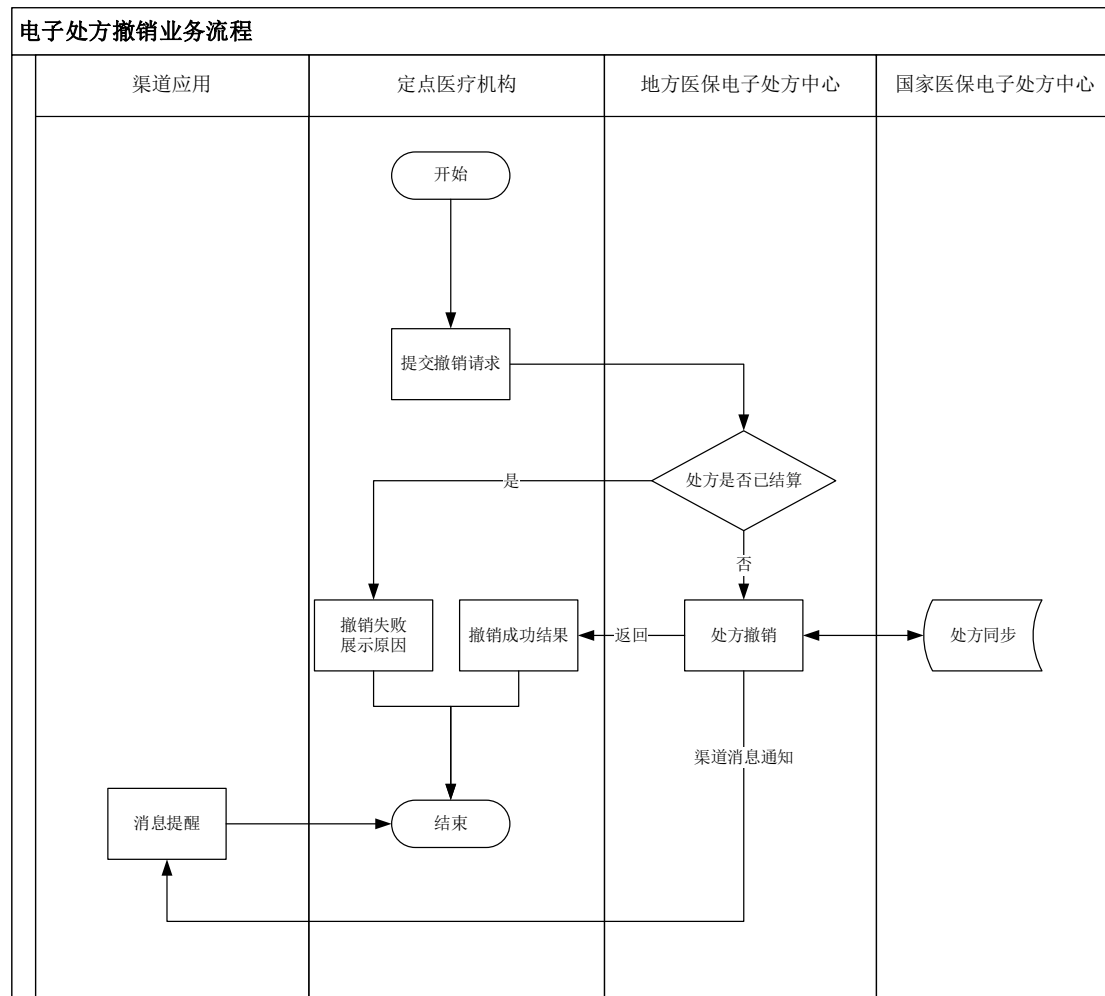 电子处方撤销业务流程
渠道应用
定点医疗机构
地方医保电子处方中心
国家医保电子处方中心
开始
提交撤销请求
处方是否已结算
是
否
撤销失败
展示原因
撤销成功结果
返回
处方撤销
处方同步
渠道消息通知
消息提醒
结束